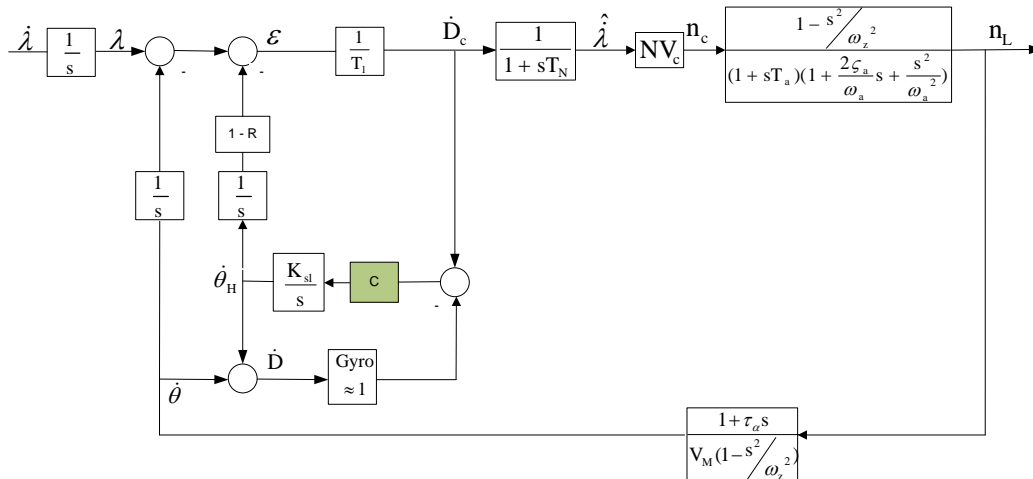 λ̇
1/s
λ
-
-
ε
1/T_I
Ḋ_c
1/(1 + sT_N)
λ̇̂
NV_c
n_c
(1 − s²/ω_z²)/((1 + sT_a)(1 + (2ς_a/ω_a)s + s²/ω_a²))
n_L
1 - R
1/s
1/s
θ̇_H
K_sl/s
C
-
-
θ̇
Ḋ
Gyro
≈ 1
(1 + τ_α s)/(V_M(1 − s²/ω_z²))